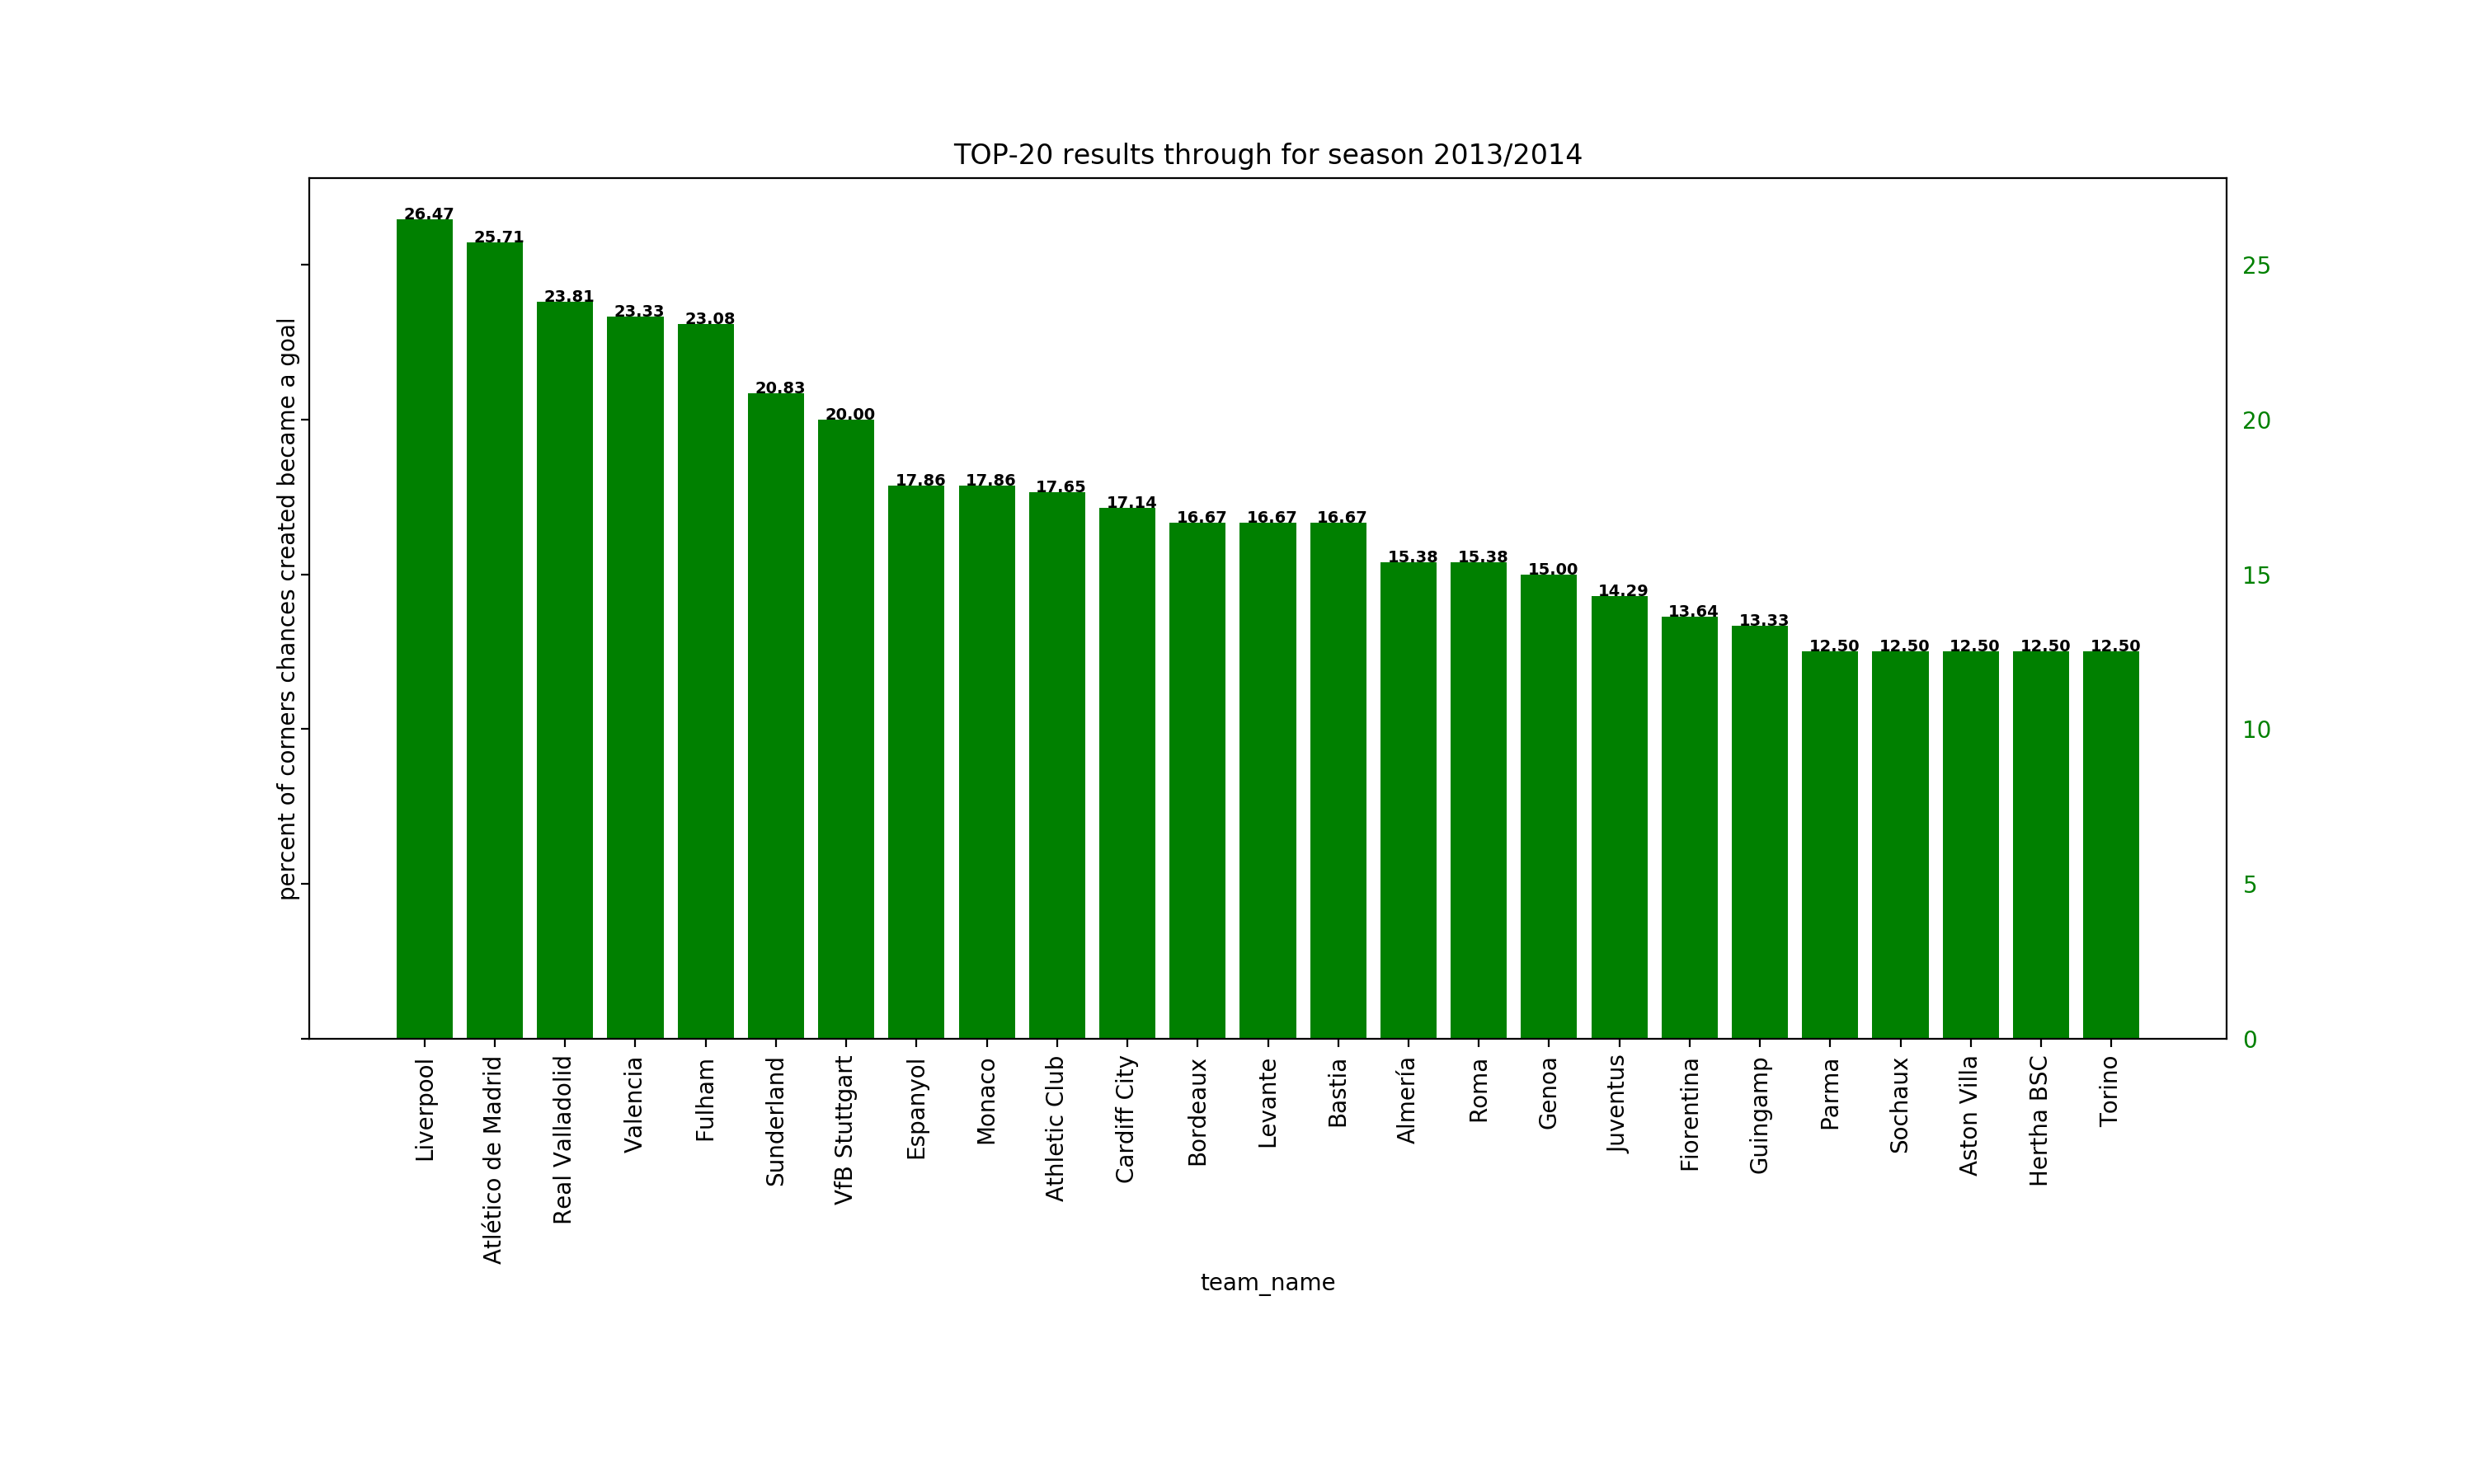 TOP-20 results through for season 2013/2014
percent of corners chances created became a goal
26.47
25.71
23.81
23.33
23.08
20.83
20.00
17.86
17.86
17.65
17.14
16.67
16.67
16.67
15.38
15.38
15.00
14.29
13.64
13.33
12.50
12.50
12.50
12.50
12.50
25
20
15
10
5
0
Liverpool
Atlético de Madrid
Real Valladolid
Valencia
Fulham
Sunderland
VfB Stuttgart
Espanyol
Monaco
Athletic Club
Cardiff City
Bordeaux
Levante
Bastia
Almería
Roma
Genoa
Juventus
Fiorentina
Guingamp
Parma
Sochaux
Aston Villa
Hertha BSC
Torino
team_name